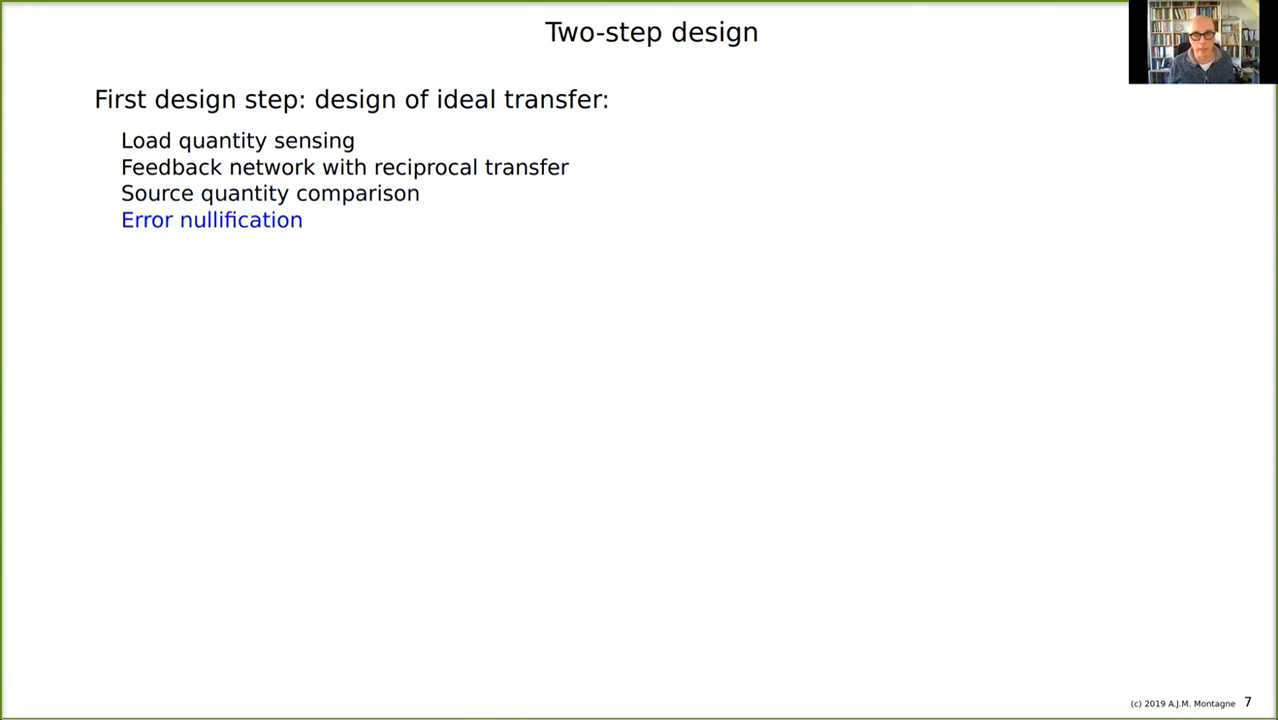 Two-step design
First design step: design of ideal transfer:
Load quantity sensing
Feedback network with reciprocal transfer
Source quantity comparison
Error nullification
(c) 2019 A.J.M. Montagne 7